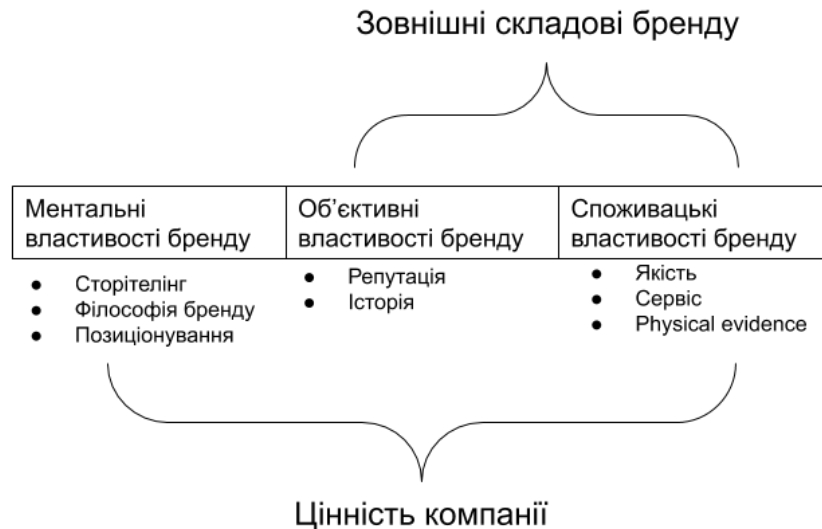 Зовнішні складові бренду
Ментальні
властивості бренду
Об’єктивні
властивості бренду
Споживацькі
властивості бренду
Сторітелінг
Філософія бренду
Позиціонування
Репутація
Історія
Якість
Сервіс
Physical evidence
Цінність компанії